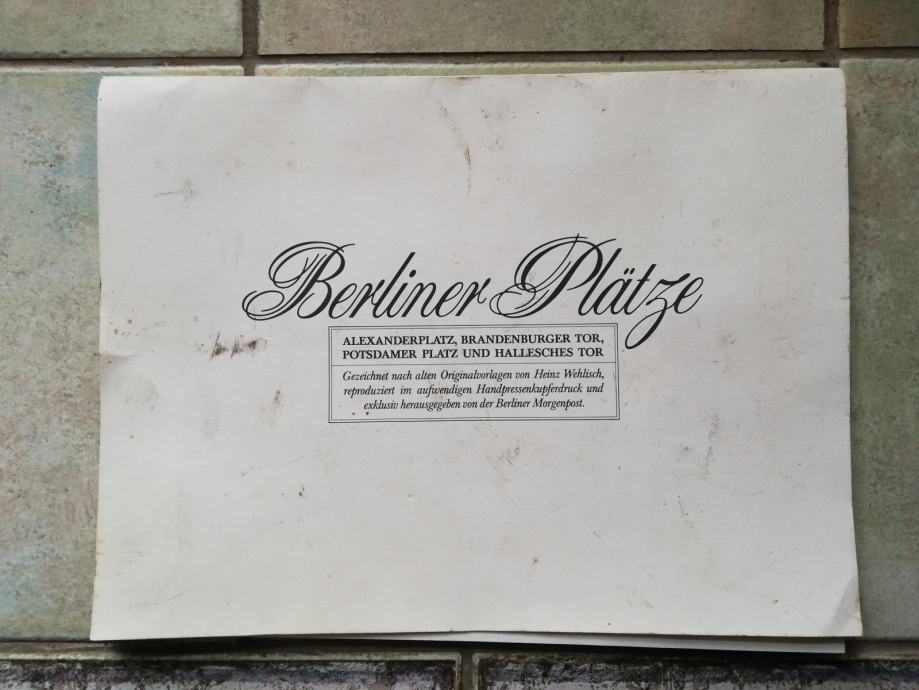 Berliner Plätze
ALEXANDERPLATZ, BRANDENBURGER TOR,
POTSDAMER PLATZ UND HALLESCHES TOR
Gezeichnet nach alten Originalvorlagen von Heinz Wehlisch,
reproduziert im aufwendigen Handpressenkupferdruck und
exklusiv herausgegeben von der Berliner Morgenpost.